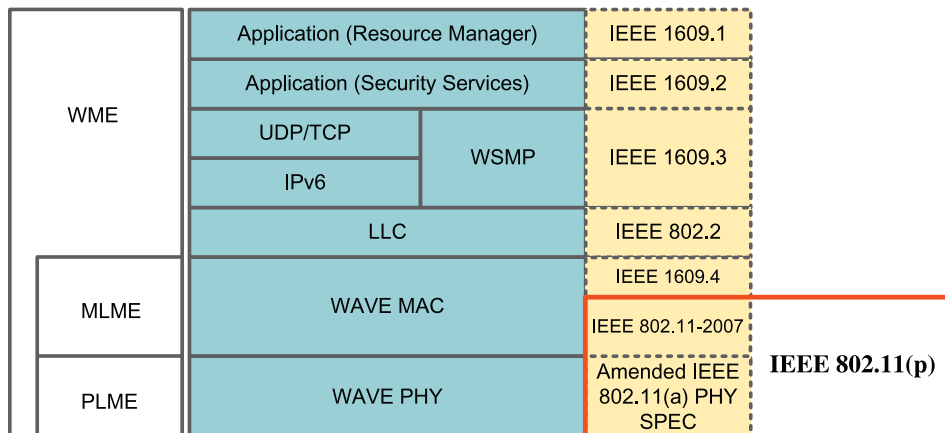 Application (Resource Manager)
IEEE 1609.1
Application (Security Services)
IEEE 1609.2
WME
UDP/TCP
WSMP
IEEE 1609.3
IPv6
LLC
IEEE 802.2
MLME
WAVE MAC
IEEE 1609.4
IEEE 802.11-2007
IEEE 802.11(p)
PLME
WAVE PHY
Amended IEEE
802.11(a) PHY
SPEC